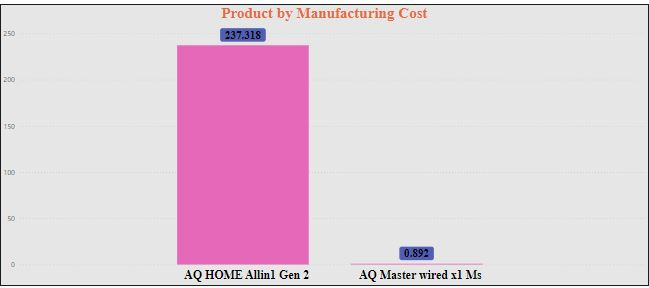 Product by Manufacturing Cost
250
237.318
200
150
100
50
0.892
0
AQ HOME Allin1 Gen 2
AQ Master wired x1 Ms